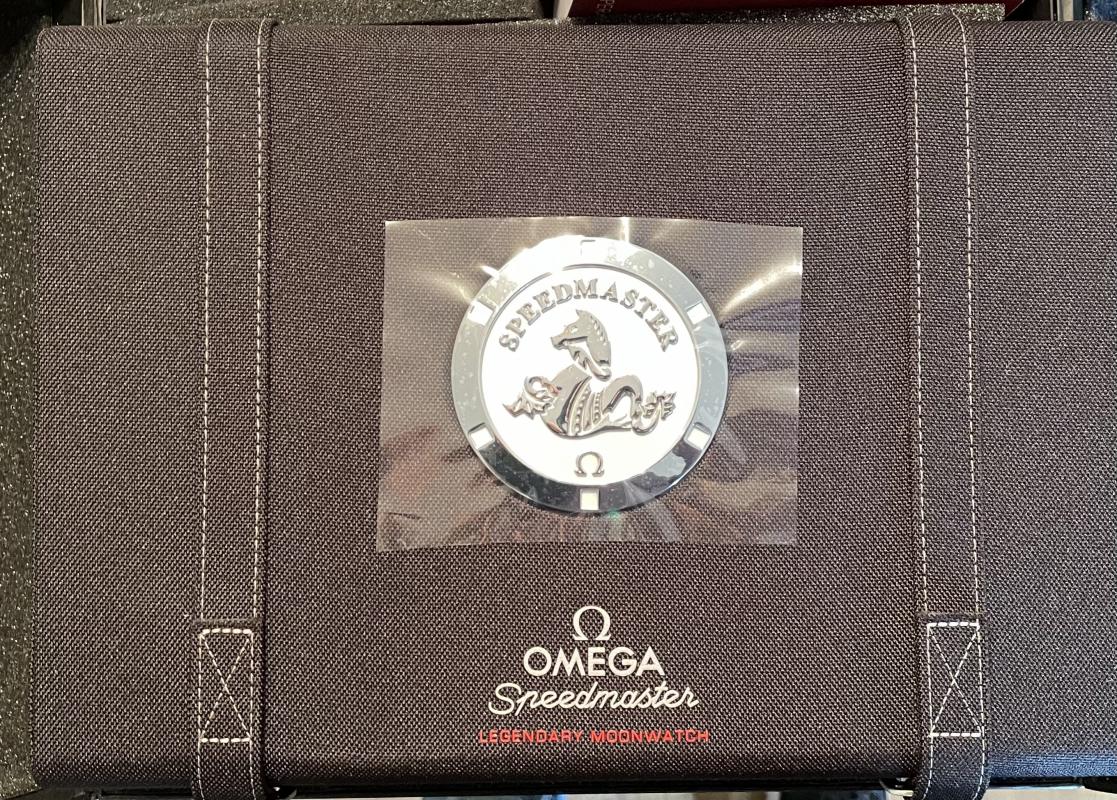 SPEEDMASTER
Ω
Ω
OMEGA
Speedmaster
LEGENDARY MOONWATCH